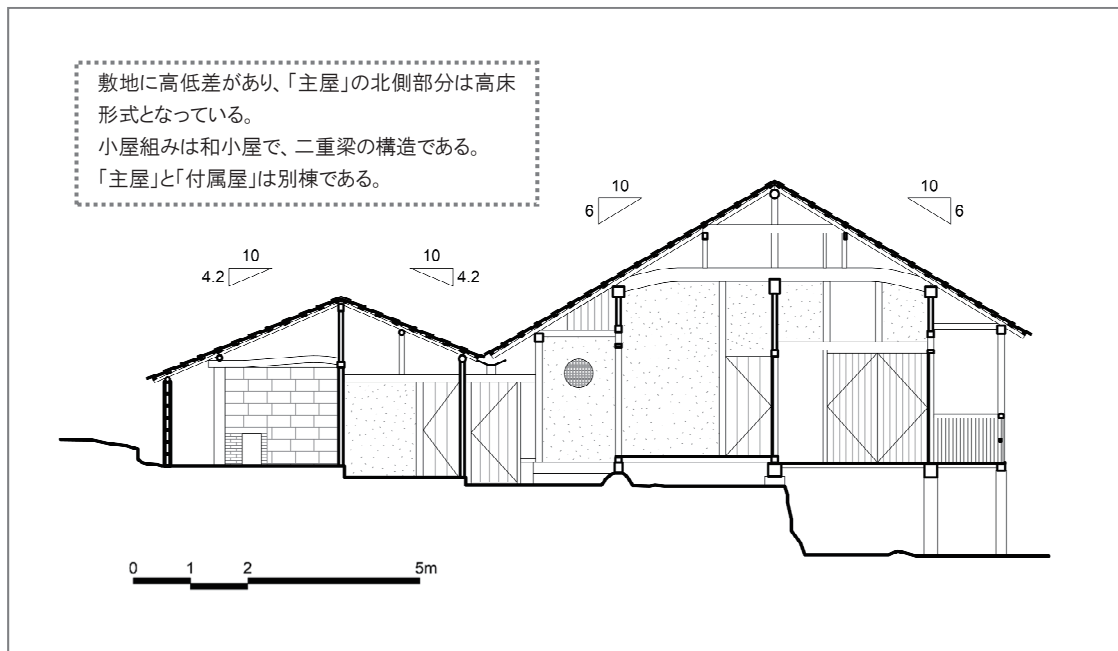 敷地に高低差があり、「主屋」の北側部分は高床
形式となっている。
小屋組みは和小屋で、二重梁の構造である。
「主屋」と「付属屋」は別棟である。
10
6
10
6
10
4.2
10
4.2
0 1 2 5m